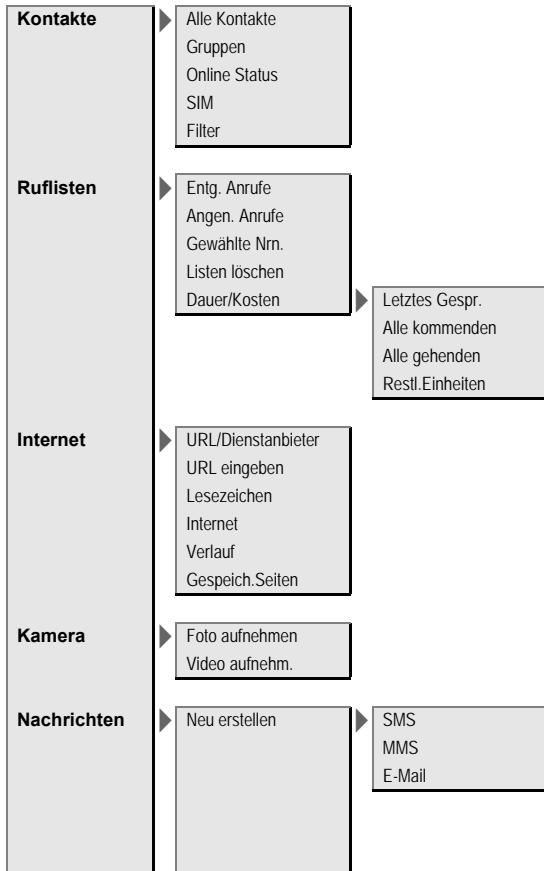 Kontakte
Alle Kontakte
Gruppen
Online Status
SIM
Filter
Ruflisten
Entg. Anrufe
Angen. Anrufe
Gewählte Nrn.
Listen löschen
Dauer/Kosten
Letztes Gespr.
Alle kommenden
Alle gehenden
Restl.Einheiten
Internet
URL/Dienstanbieter
URL eingeben
Lesezeichen
Internet
Verlauf
Gespeich.Seiten
Kamera
Foto aufnehmen
Video aufnehm.
Nachrichten
Neu erstellen
SMS
MMS
E-Mail